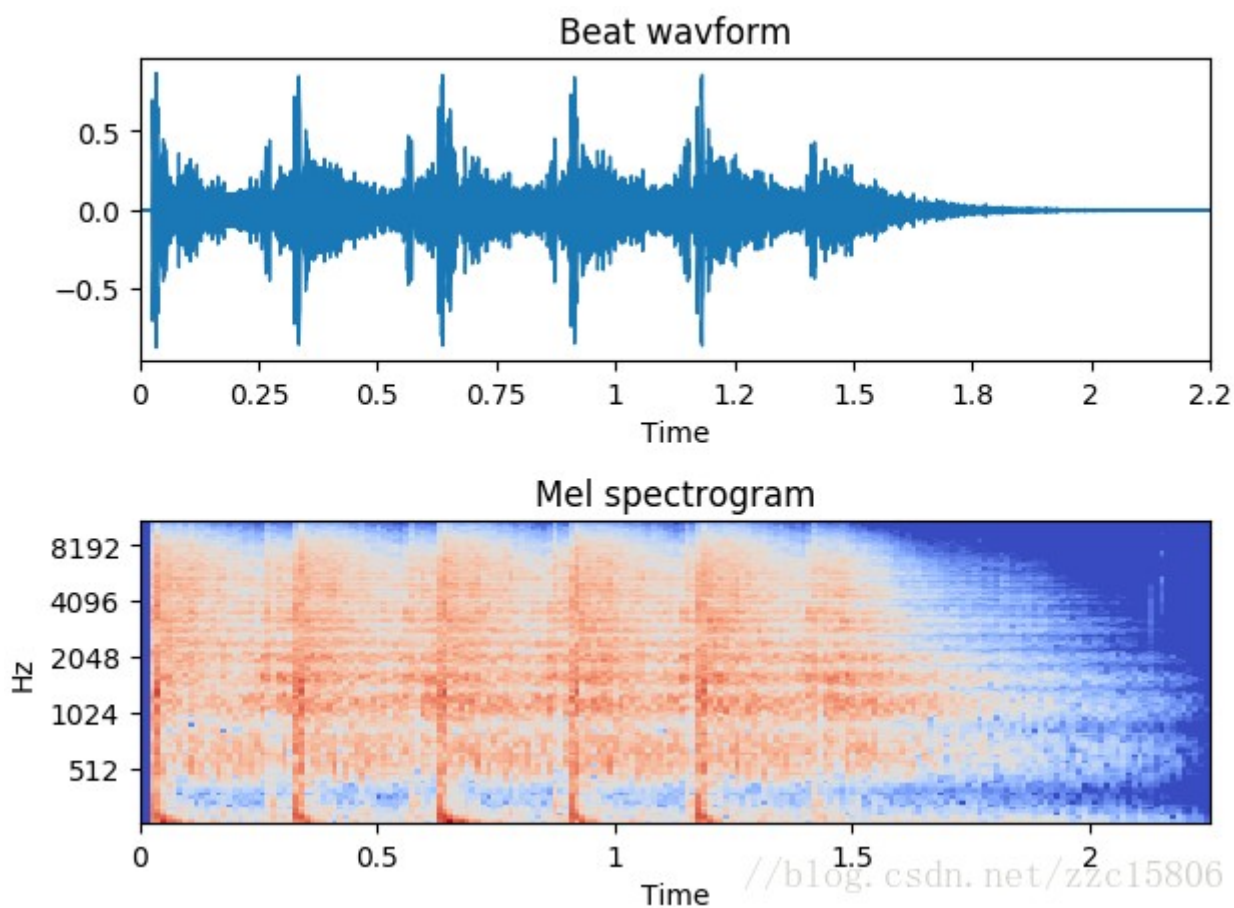 Beat wavform
0.5
0.0
−0.5
0 0.25 0.5 0.75 1 1.2 1.5 1.8 2 2.2
Time
Mel spectrogram
8192
4096
2048
1024
512
Hz
0 0.5 1 1.5 2
Time
//blog.csdn.net/zzc15806